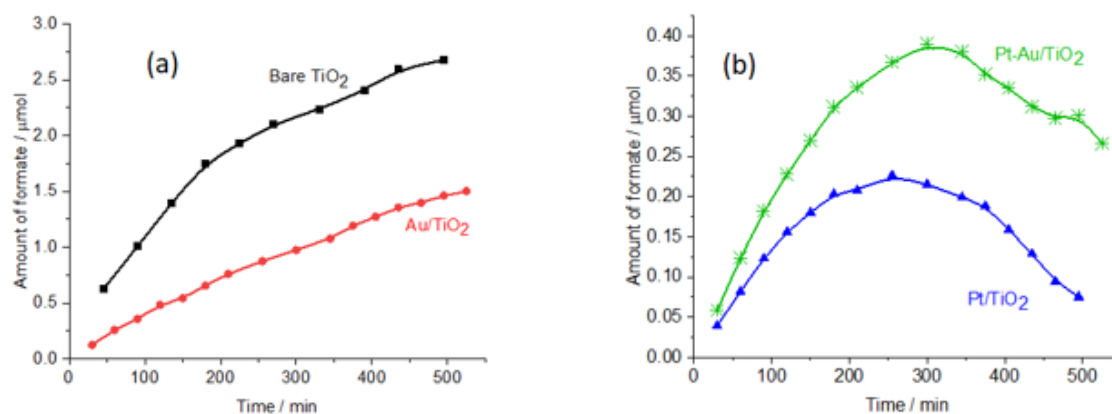 (a)
Bare TiO₂
Au/TiO₂
Amount of formate / μmol
3.0
2.5
2.0
1.5
1.0
0.5
0.0
0 100 200 300 400 500
Time / min
(b)
Pt-Au/TiO₂
Pt/TiO₂
Amount of formate / μmol
0.40
0.35
0.30
0.25
0.20
0.15
0.10
0.05
0.00
0 100 200 300 400 500
Time / min